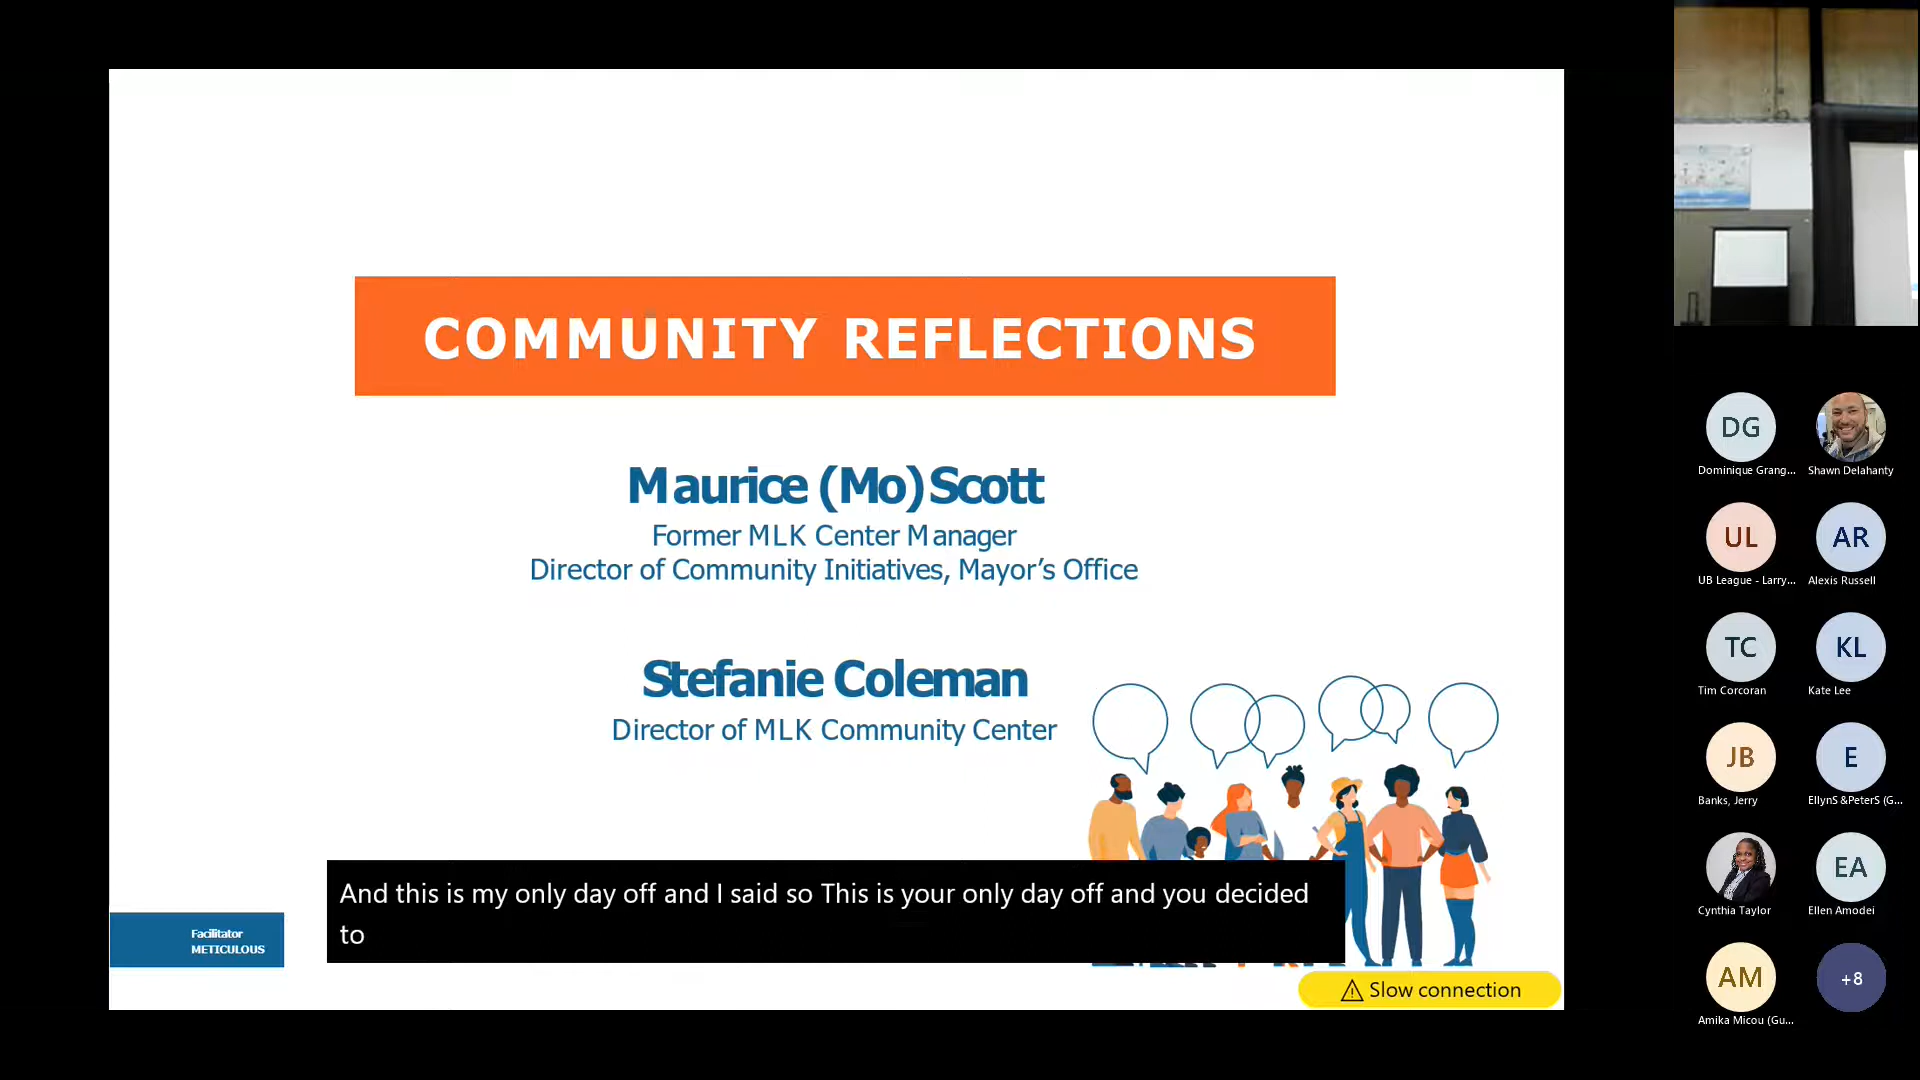 COMMUNITY REFLECTIONS
Maurice (Mo) Scott
Former MLK Center Manager
Director of Community Initiatives, Mayor's Office
Stefanie Coleman
Director of MLK Community Center
Facilitator
METICULOUS
And this is my only day off and I said so This is your only day off and you decided
to
Slow connection
DG
Dominique Grang...
Shawn Delahanty
UL
UB League - Larry...
AR
Alexis Russell
TC
Tim Corcoran
KL
Kate Lee
JB
Banks, Jerry
E
EllynS &PeterS (G...
Cynthia Taylor
EA
Ellen Amodei
AM
Amika Micou (Gu...
+8